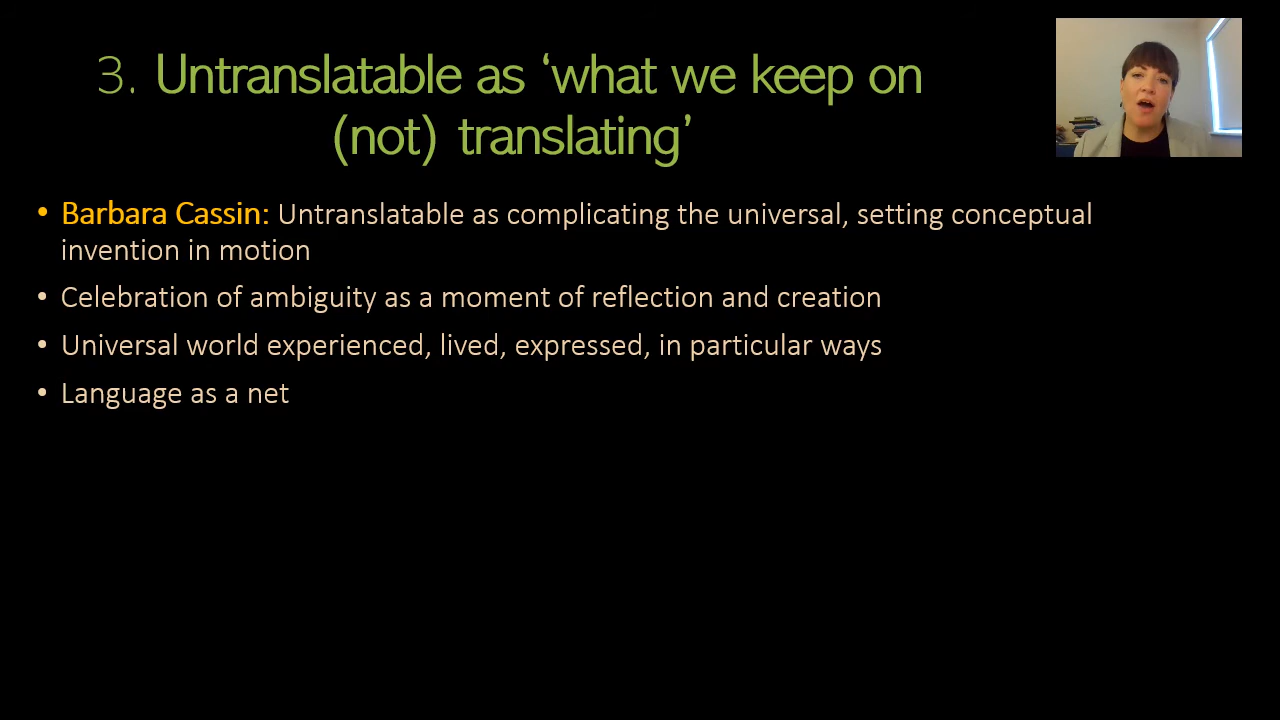 3. Untranslatable as ‘what we keep on
(not) translating’
• Barbara Cassin: Untranslatable as complicating the universal, setting conceptual
invention in motion
• Celebration of ambiguity as a moment of reflection and creation
• Universal world experienced, lived, expressed, in particular ways
• Language as a net